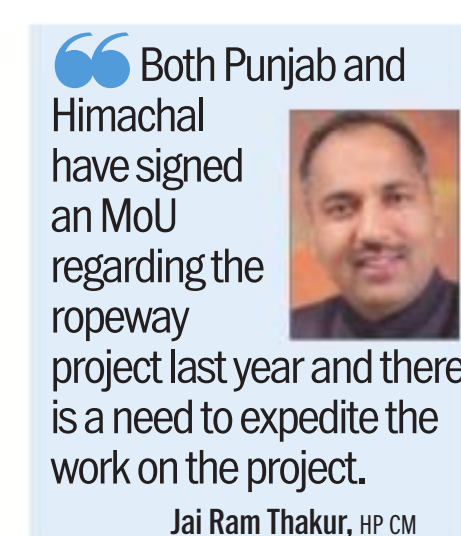 “Both Punjab and
Himachal
have signed
an MoU
regarding the
ropeway
project last year and there
is a need to expedite the
work on the project.
Jai Ram Thakur, HP CM